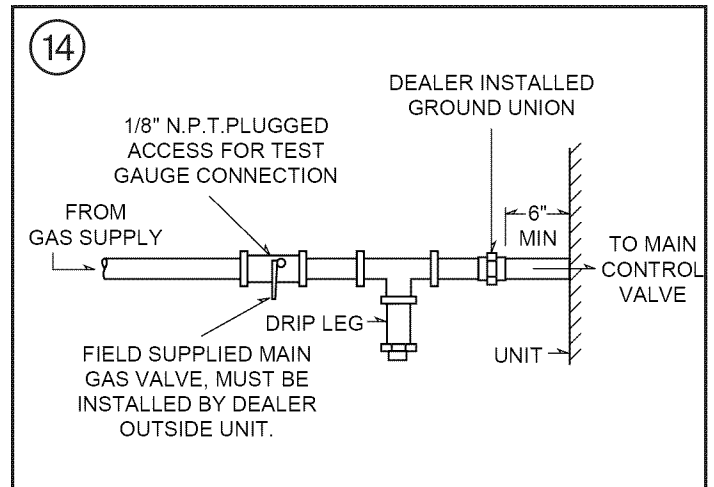 14
DEALER INSTALLED
GROUND UNION
1/8" N.P.T.PLUGGED
ACCESS FOR TEST
GAUGE CONNECTION
FROM
GAS SUPPLY
6"
MIN
TO MAIN
CONTROL
VALVE
DRIP LEG
UNIT
FIELD SUPPLIED MAIN
GAS VALVE, MUST BE
INSTALLED BY DEALER
OUTSIDE UNIT.